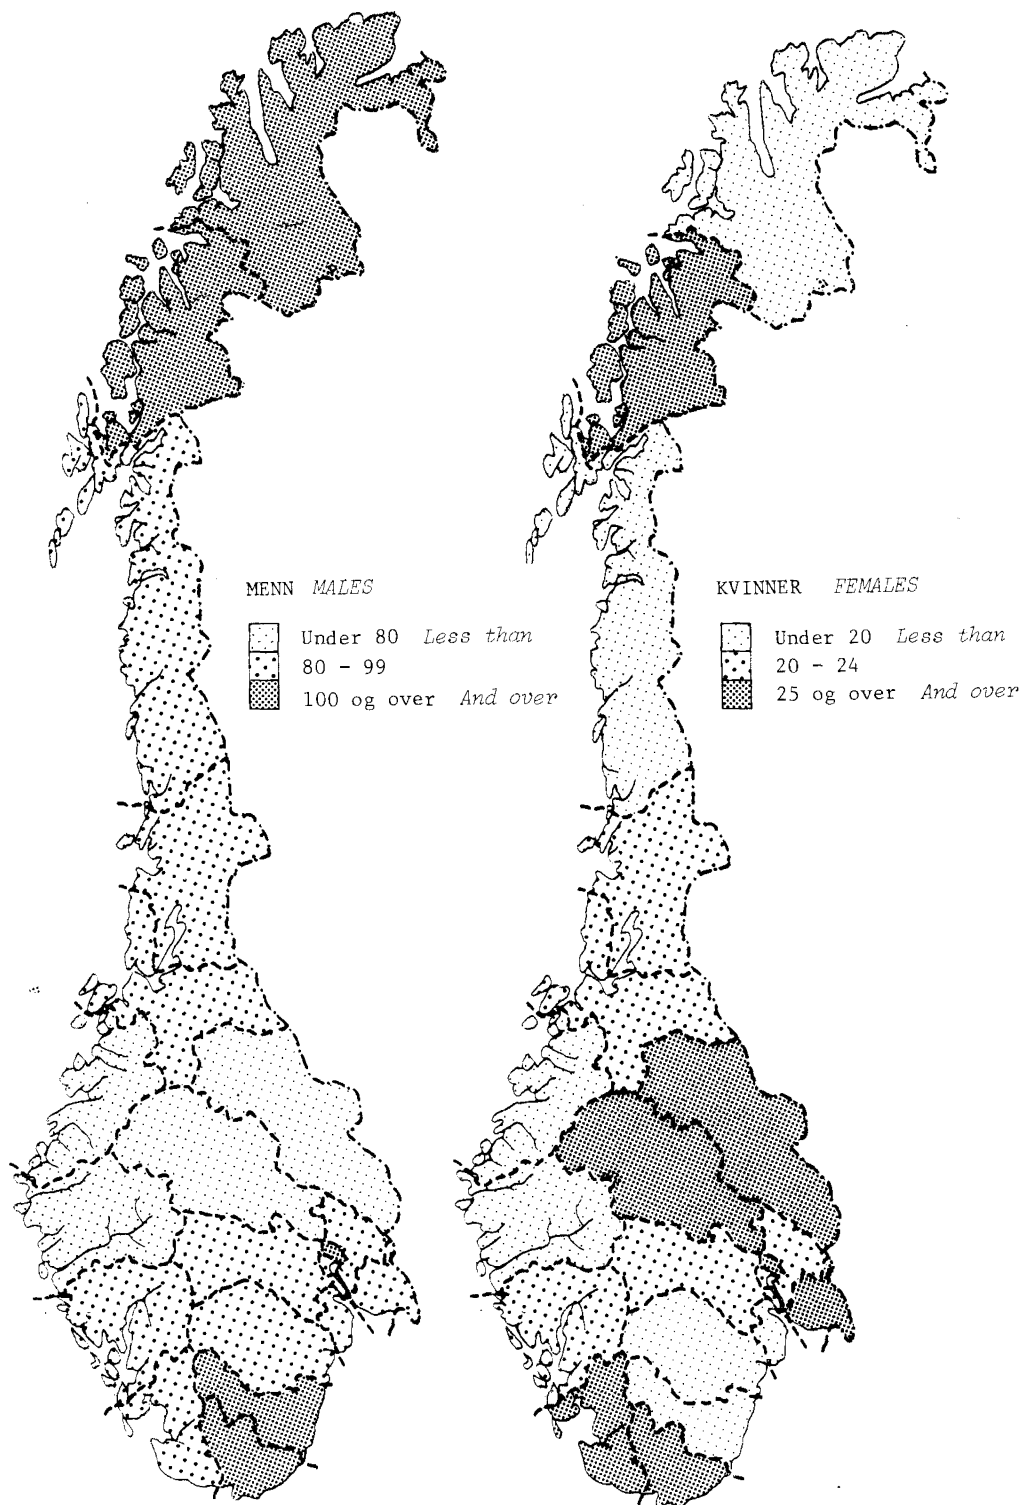 MENN MALES
Under 80 Less than
80 - 99
100 og over And over
KVINNER FEMALES
Under 20 Less than
20 - 24
25 og over And over